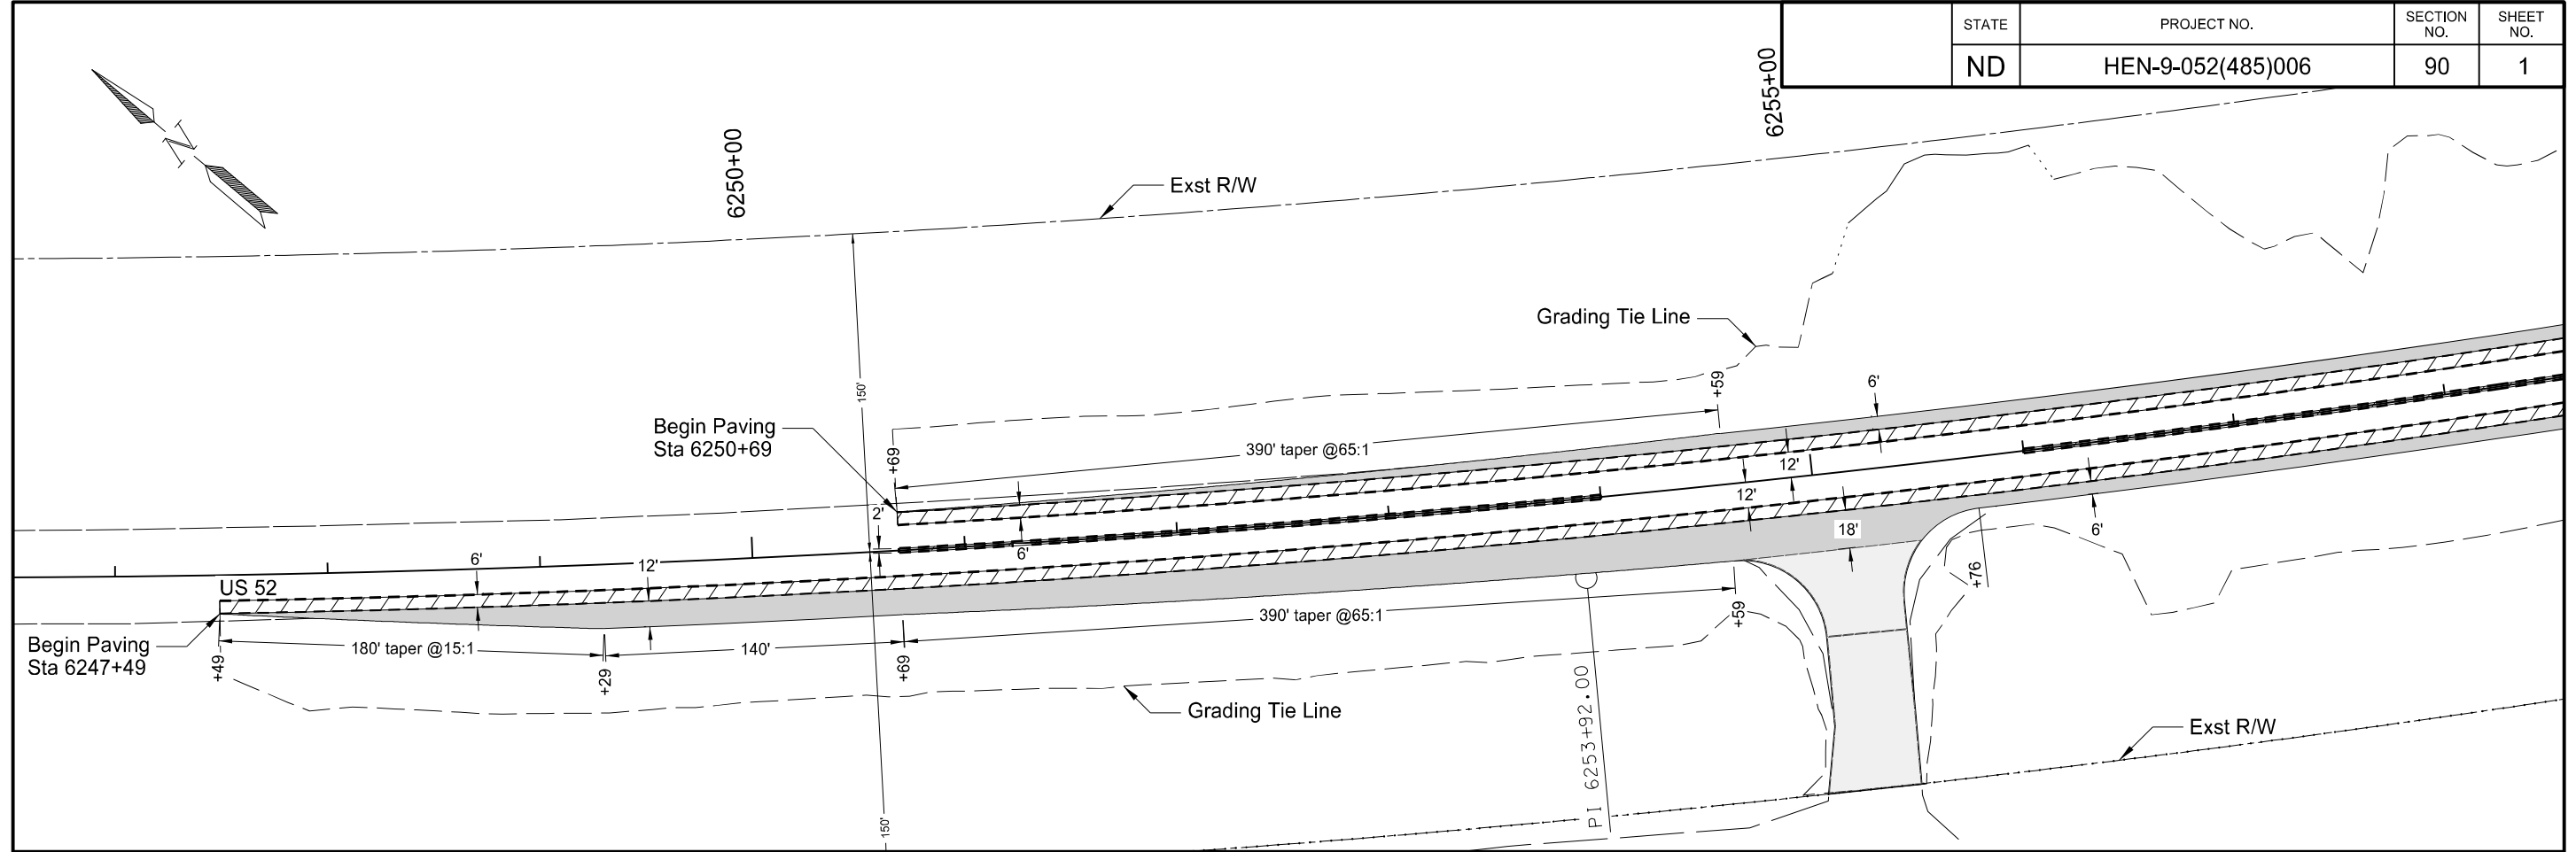 STATE
PROJECT NO.
SECTION
NO.
SHEET
NO.
ND
HEN-9-052(485)006
90
1
N
6250+00
6255+00
Exst R/W
Grading Tie Line
150'
Begin Paving
Sta 6250+69
+69
390' taper @65:1
+59
6'
12'
12'
2'
6'
18'
6'
6'
12'
US 52
Begin Paving
Sta 6247+49
+49
180' taper @15:1
+29
140'
+69
390' taper @65:1
+59
+76
PI 6253+92.00
Grading Tie Line
Exst R/W
150'